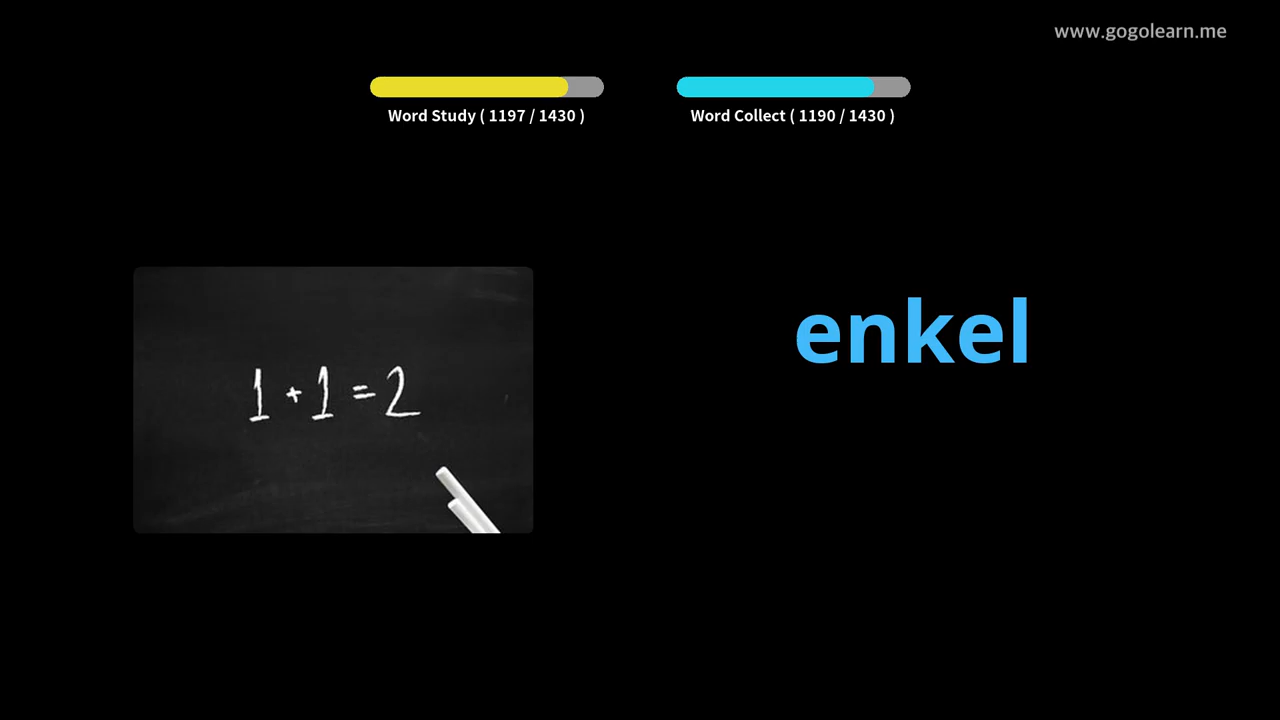 www.gogolearn.me
Word Study ( 1197 / 1430 )
Word Collect ( 1190 / 1430 )
enkel
1 + 1 = 2